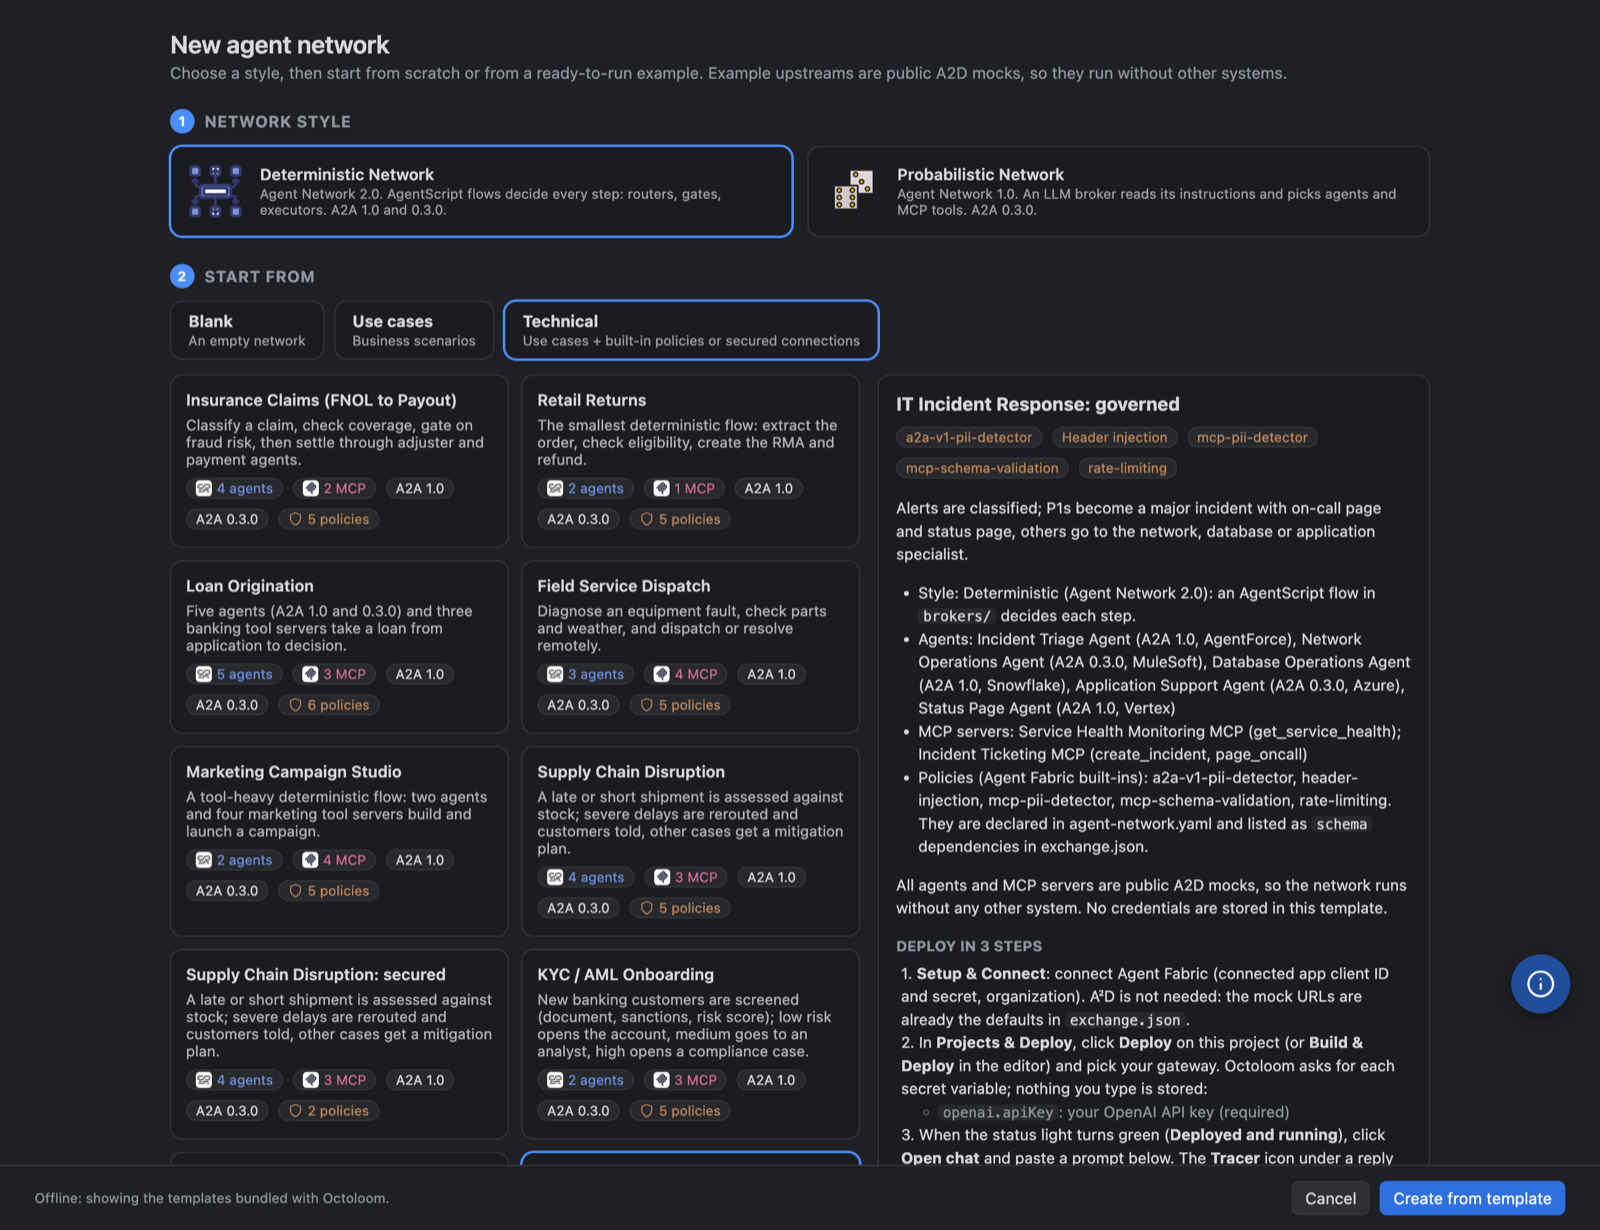 New agent network
Choose a style, then start from scratch or from a ready-to-run example. Example upstreams are public A2D mocks, so they run without other systems.
1 NETWORK STYLE
Deterministic Network
Agent Network 2.0. AgentScript flows decide every step: routers, gates,
executors. A2A 1.0 and 0.3.0.
Probabilistic Network
Agent Network 1.0. An LLM broker reads its instructions and picks agents and
MCP tools. A2A 0.3.0.
2 START FROM
Blank
An empty network
Use cases
Business scenarios
Technical
Use cases + built-in policies or secured connections
Insurance Claims (FNOL to Payout)
Classify a claim, check coverage, gate on
fraud risk, then settle through adjuster and
payment agents.
4 agents 2 MCP A2A 1.0
A2A 0.3.0 5 policies
Retail Returns
The smallest deterministic flow: extract the
order, check eligibility, create the RMA and
refund.
2 agents 1 MCP A2A 1.0
A2A 0.3.0 5 policies
Loan Origination
Five agents (A2A 1.0 and 0.3.0) and three
banking tool servers take a loan from
application to decision.
5 agents 3 MCP A2A 1.0
A2A 0.3.0 6 policies
Field Service Dispatch
Diagnose an equipment fault, check parts
and weather, and dispatch or resolve
remotely.
3 agents 4 MCP A2A 1.0
A2A 0.3.0 5 policies
Marketing Campaign Studio
A tool-heavy deterministic flow: two agents
and four marketing tool servers build and
launch a campaign.
2 agents 4 MCP A2A 1.0
A2A 0.3.0 5 policies
Supply Chain Disruption
A late or short shipment is assessed against
stock; severe delays are rerouted and
customers told, other cases get a mitigation
plan.
4 agents 3 MCP A2A 1.0
A2A 0.3.0 5 policies
Supply Chain Disruption: secured
A late or short shipment is assessed against
stock; severe delays are rerouted and
customers told, other cases get a mitigation
plan.
4 agents 3 MCP A2A 1.0
A2A 0.3.0 2 policies
KYC / AML Onboarding
New banking customers are screened
(document, sanctions, risk score); low risk
opens the account, medium goes to an
analyst, high opens a compliance case.
2 agents 3 MCP A2A 1.0
A2A 0.3.0 5 policies
IT Incident Response: governed
a2a-v1-pii-detector Header injection mcp-pii-detector
mcp-schema-validation rate-limiting
Alerts are classified; P1s become a major incident with on-call page
and status page, others go to the network, database or application
specialist.
• Style: Deterministic (Agent Network 2.0): an AgentScript flow in
brokers/ decides each step.
• Agents: Incident Triage Agent (A2A 1.0, AgentForce), Network
Operations Agent (A2A 0.3.0, MuleSoft), Database Operations Agent
(A2A 1.0, Snowflake), Application Support Agent (A2A 0.3.0, Azure),
Status Page Agent (A2A 1.0, Vertex)
• MCP servers: Service Health Monitoring MCP (get_service_health);
Incident Ticketing MCP (create_incident, page_oncall)
• Policies (Agent Fabric built-ins): a2a-v1-pii-detector, header-
injection, mcp-pii-detector, mcp-schema-validation, rate-limiting.
They are declared in agent-network.yaml and listed as schema
dependencies in exchange.json.
All agents and MCP servers are public A2D mocks, so the network runs
without any other system. No credentials are stored in this template.
DEPLOY IN 3 STEPS
1. Setup & Connect: connect Agent Fabric (connected app client ID
and secret, organization). A²D is not needed: the mock URLs are
already the defaults in exchange.json.
2. In Projects & Deploy, click Deploy on this project (or Build &
Deploy in the editor) and pick your gateway. Octoloom asks for each
secret variable; nothing you type is stored:
◦ openai.apiKey: your OpenAI API key (required)
3. When the status light turns green (Deployed and running), click
Open chat and paste a prompt below. The Tracer icon under a reply
Offline: showing the templates bundled with Octoloom.
Cancel
Create from template